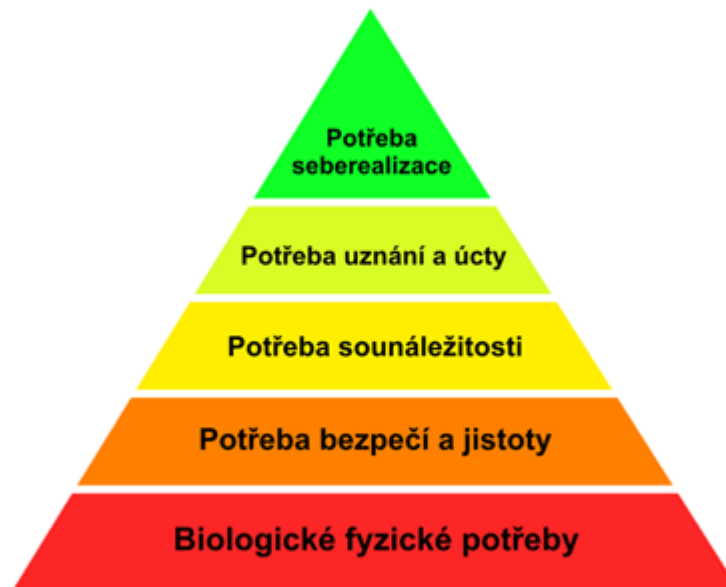 Potřeba
seberealizace
Potřeba uznání a úcty
Potřeba sounáležitosti
Potřeba bezpečí a jistoty
Biologické fyzické potřeby